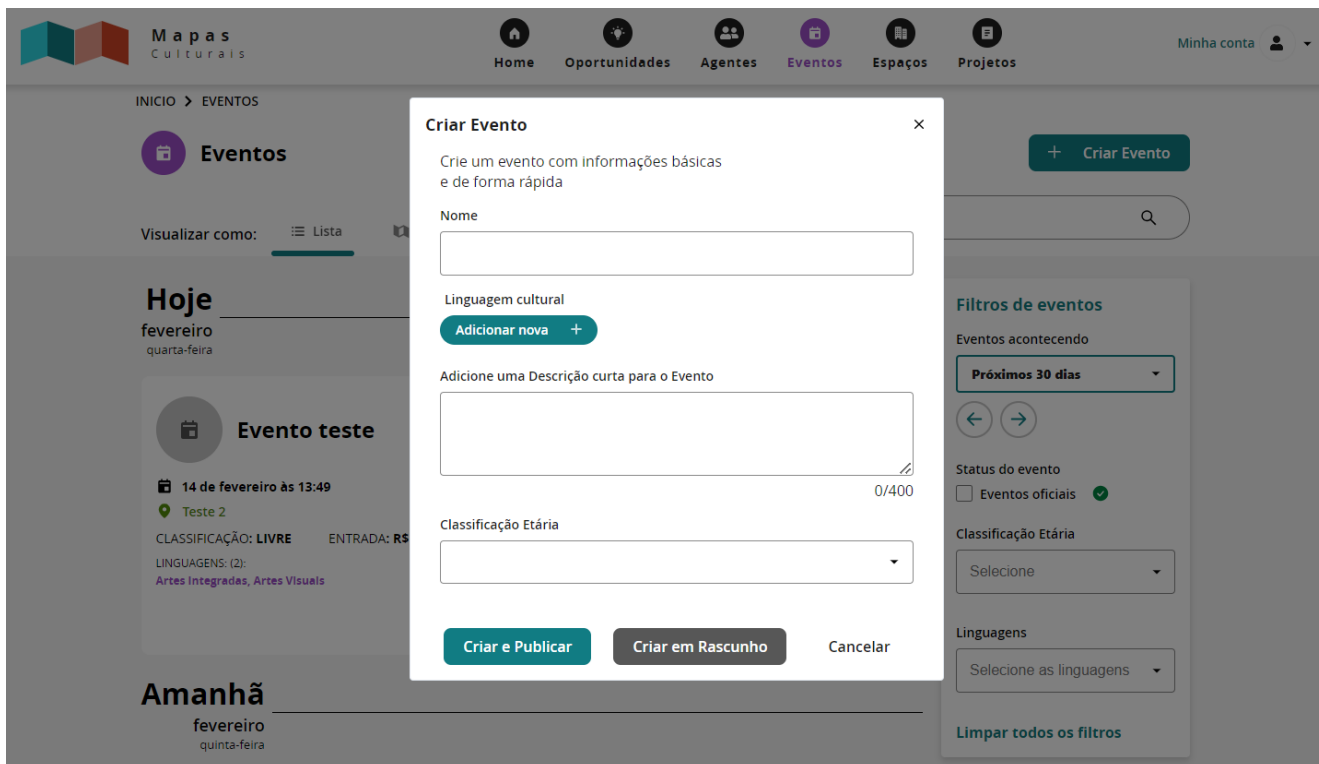 Mapas
Culturais
Home
Oportunidades
Agentes
Eventos
Espaços
Projetos
Minha conta
INICIO > EVENTOS
Eventos
+ Criar Evento
Visualizar como:
Lista
Criar Evento
×
Crie um evento com informações básicas
e de forma rápida
Nome
Linguagem cultural
Adicionar nova +
Adicione uma Descrição curta para o Evento
0/400
Classificação Etária
Criar e Publicar
Criar em Rascunho
Cancelar
Hoje
fevereiro
quarta-feira
Evento teste
14 de fevereiro às 13:49
Teste 2
CLASSIFICAÇÃO: LIVRE ENTRADA: R$
LINGUAGENS: (2):
Artes Integradas, Artes Visuais
Amanhã
fevereiro
quinta-feira
Filtros de eventos
Eventos acontecendo
Próximos 30 dias
Status do evento
Eventos oficiais
Classificação Etária
Selecione
Linguagens
Selecione as linguagens
Limpar todos os filtros